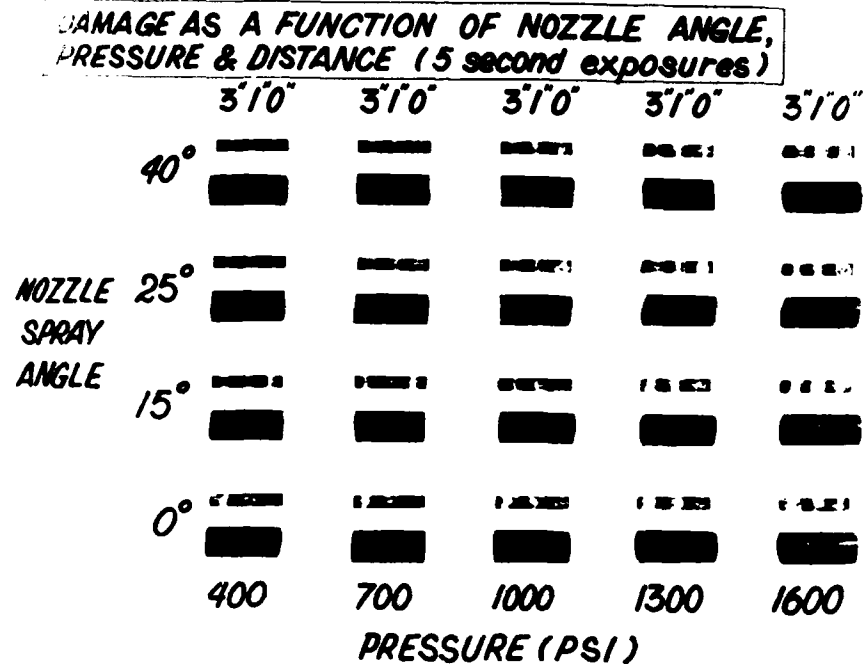 DAMAGE AS A FUNCTION OF NOZZLE ANGLE,
PRESSURE & DISTANCE (5 second exposures)
3"1"0" 3"1"0" 3"1"0" 3"1"0" 3"1"0"
40°
25°
NOZZLE
SPRAY
ANGLE
15°
0°
400 700 1000 1300 1600
PRESSURE (PSI)